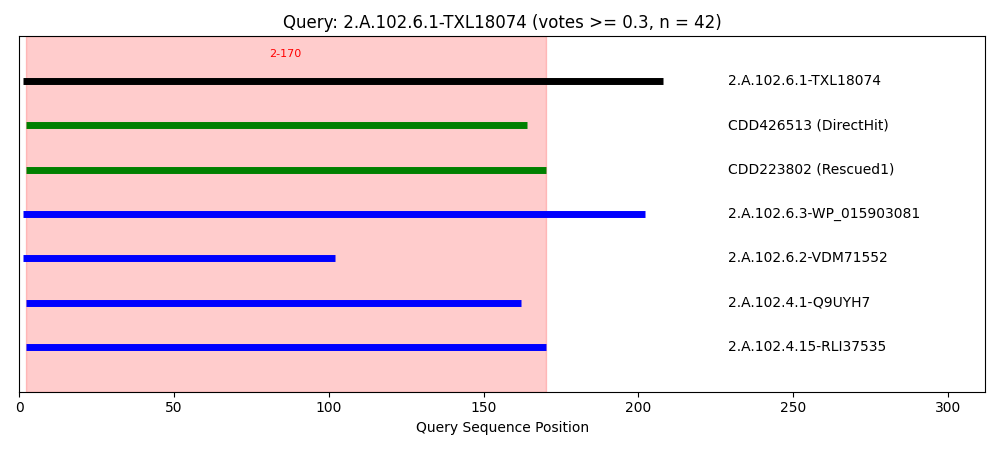 Query: 2.A.102.6.1-TXL18074 (votes >= 0.3, n = 42)
2-170
2.A.102.6.1-TXL18074
CDD426513 (DirectHit)
CDD223802 (Rescued1)
2.A.102.6.3-WP_015903081
2.A.102.6.2-VDM71552
2.A.102.4.1-Q9UYH7
2.A.102.4.15-RLI37535
0 50 100 150 200 250 300
Query Sequence Position